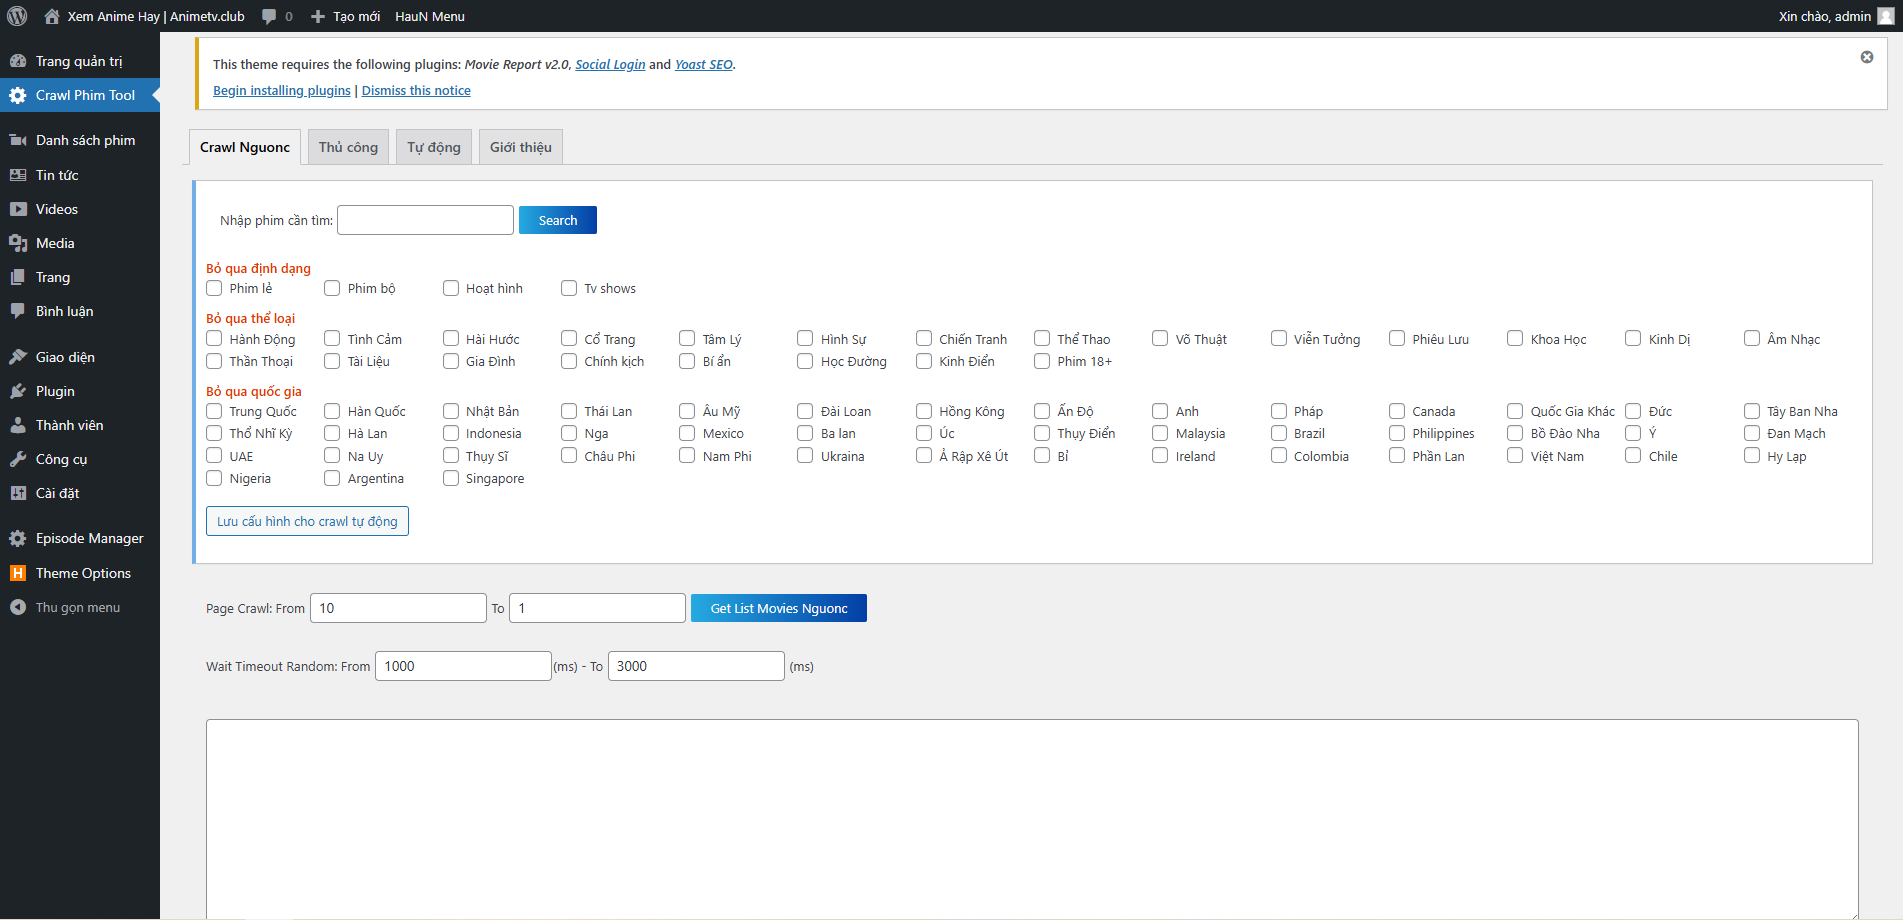 Xem Anime Hay | Animetv.club 0 Tạo mới HauN Menu Xin chào, admin
Trang quản trị
Crawl Phim Tool
Danh sách phim
Tin tức
Videos
Media
Trang
Bình luận
Giao diện
Plugin
Thành viên
Công cụ
Cài đặt
Episode Manager
H Theme Options
Thu gọn menu
This theme requires the following plugins: Movie Report v2.0, Social Login and Yoast SEO.
Begin installing plugins | Dismiss this notice
Crawl Nguonc Thủ công Tự động Giới thiệu
Nhập phim cần tìm: Search
Bỏ qua định dạng
Phim lẻ Phim bộ Hoạt hình Tv shows
Bỏ qua thể loại
Hành Động Tình Cảm Hài Hước Cổ Trang Tâm Lý Hình Sự Chiến Tranh Thể Thao Võ Thuật Viễn Tưởng Phiêu Lưu Khoa Học Kinh Dị Âm Nhạc
Thần Thoại Tài Liệu Gia Đình Chính kịch Bí ẩn Học Đường Kinh Điển Phim 18+
Bỏ qua quốc gia
Trung Quốc Hàn Quốc Nhật Bản Thái Lan Âu Mỹ Đài Loan Hồng Kông Ấn Độ Anh Pháp Canada Quốc Gia Khác Đức Tây Ban Nha
Thổ Nhĩ Kỳ Hà Lan Indonesia Nga Mexico Ba lan Úc Thụy Điển Malaysia Brazil Philippines Bồ Đào Nha Ý Đan Mạch
UAE Na Uy Thụy Sĩ Châu Phi Nam Phi Ukraina Ả Rập Xê Út Bỉ Ireland Colombia Phần Lan Việt Nam Chile Hy Lạp
Nigeria Argentina Singapore
Lưu cấu hình cho crawl tự động
Page Crawl: From 10 To 1 Get List Movies Nguonc
Wait Timeout Random: From 1000 (ms) - To 3000 (ms)